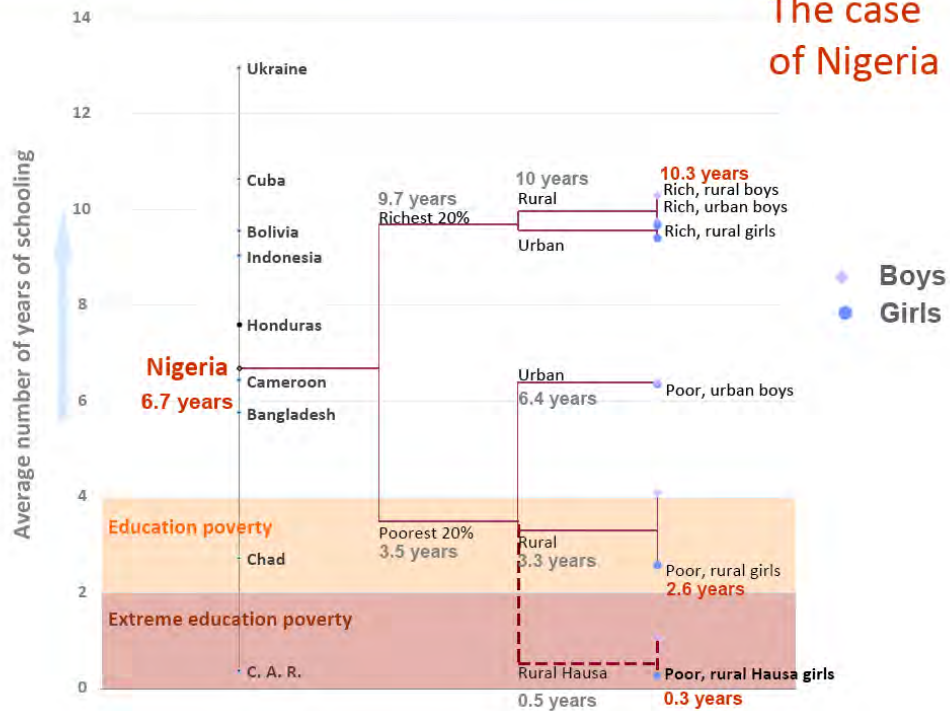 The case
of Nigeria
Average number of years of schooling
14
12
10
8
6
4
2
0
Ukraine
Cuba
Bolivia
Indonesia
Honduras
Nigeria
6.7 years
Cameroon
Bangladesh
Chad
C. A. R.
Education poverty
Extreme education poverty
9.7 years
Richest 20%
Poorest 20%
3.5 years
10 years
Rural
Urban
Urban
6.4 years
Rural
3.3 years
Rural Hausa
0.5 years
10.3 years
Rich, rural boys
Rich, urban boys
Rich, rural girls
Poor, urban boys
Poor, rural girls
2.6 years
Poor, rural Hausa girls
0.3 years
Boys
Girls